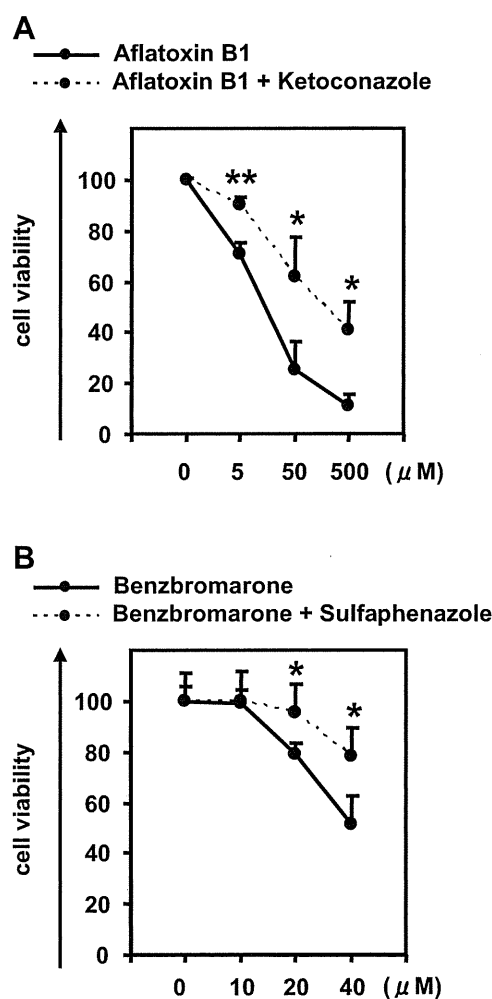 A
Aflatoxin B1
Aflatoxin B1 + Ketoconazole
cell viability
100
80
60
40
20
0
**
*
*
0 5 50 500 (μM)
B
Benzbromarone
Benzbromarone + Sulfaphenazole
cell viability
100
80
60
40
20
0
*
*
0 10 20 40 (μM)